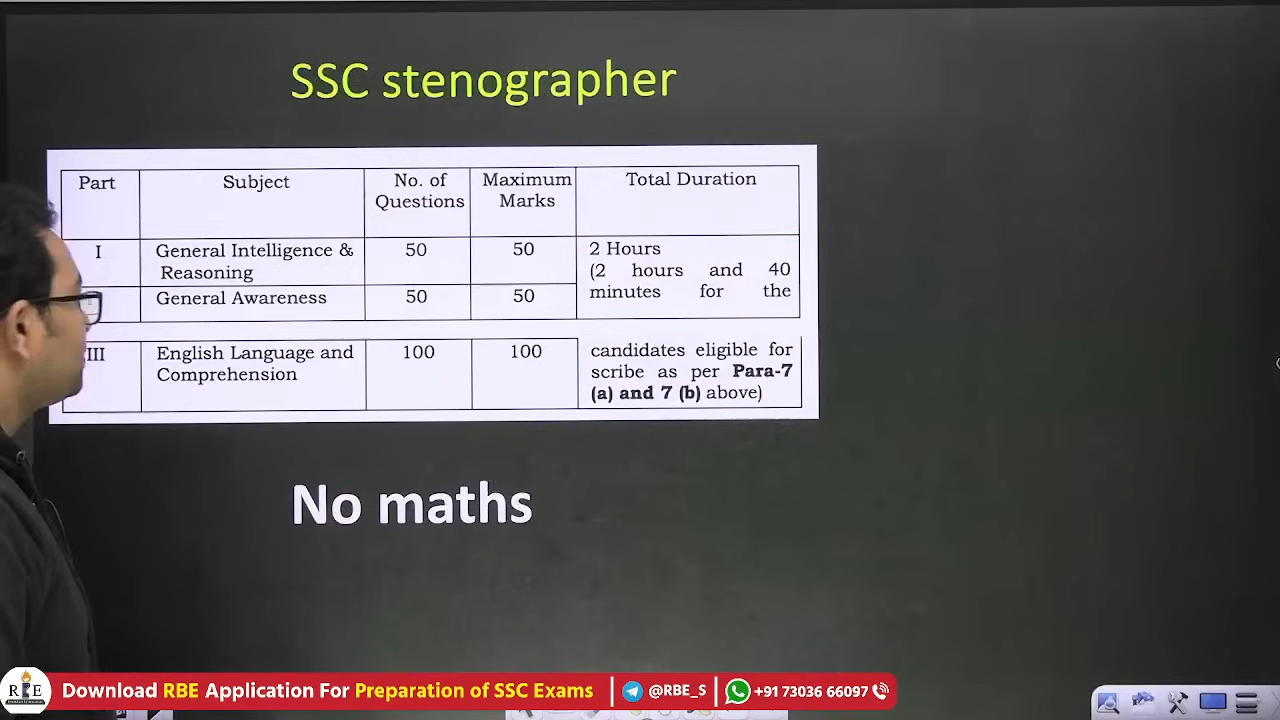 SSC stenographer
Part Subject No. of Questions Maximum Marks Total Duration
I General Intelligence & Reasoning 50 50 2 Hours
(2 hours and 40
minutes for the
General Awareness 50 50
III English Language and Comprehension 100 100 candidates eligible for
scribe as per Para-7
(a) and 7 (b) above)
No maths
RBE
Download RBE Application For Preparation of SSC Exams | @RBE_S | +91 73036 66097